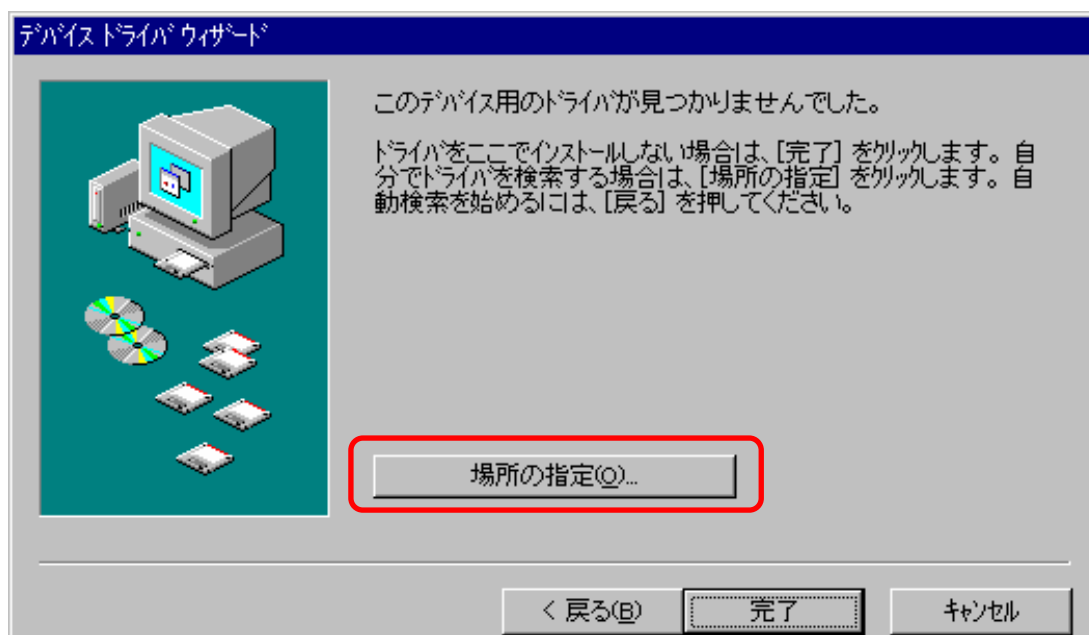 ﾃﾞﾊﾞｲｽ ﾄﾞﾗｲﾊﾞ ｳｨｻﾞｰﾄﾞ
このﾃﾞﾊﾞｲｽ用のﾄﾞﾗｲﾊﾞが見つかりませんでした。
ﾄﾞﾗｲﾊﾞをここでｲﾝｽﾄｰﾙしない場合は、[完了] をｸﾘｯｸします。自
分でﾄﾞﾗｲﾊﾞを検索する場合は、[場所の指定] をｸﾘｯｸします。自
動検索を始めるには、[戻る] を押してください。
場所の指定(O)...
< 戻る(B)
完了
ｷｬﾝｾﾙ